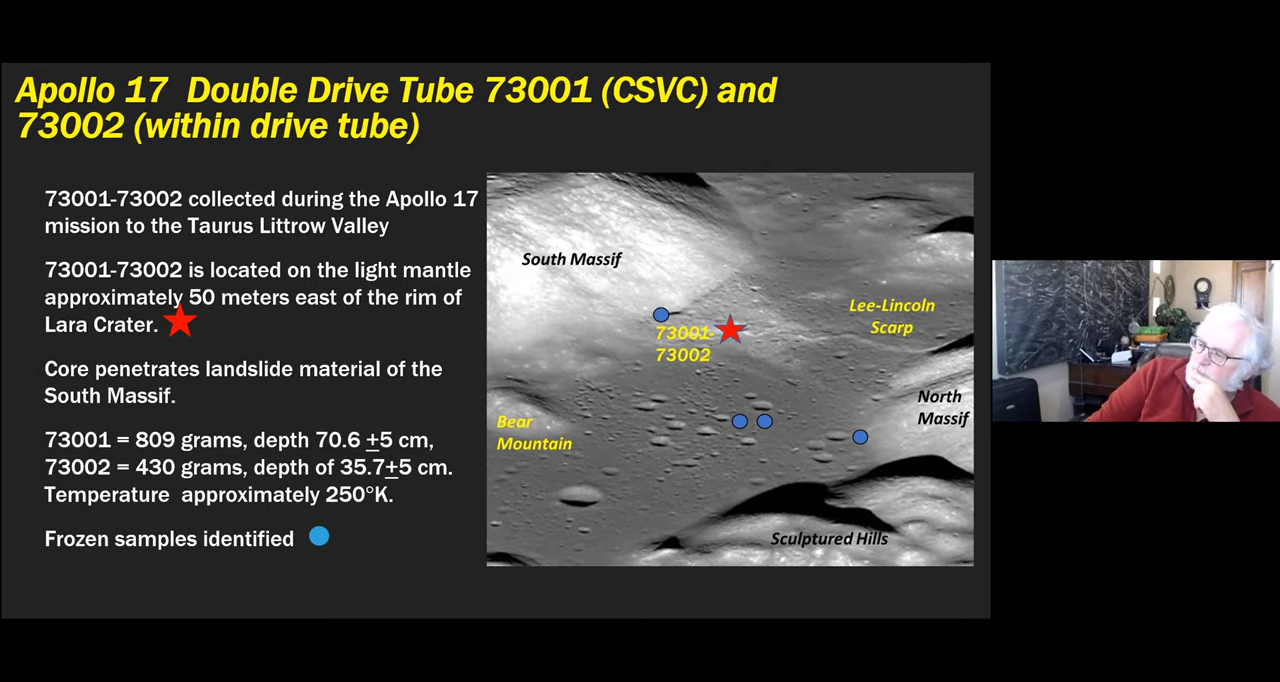 Apollo 17 Double Drive Tube 73001 (CSVC) and
73002 (within drive tube)
73001-73002 collected during the Apollo 17
mission to the Taurus Littrow Valley
73001-73002 is located on the light mantle
approximately 50 meters east of the rim of
Lara Crater.
Core penetrates landslide material of the
South Massif.
73001 = 809 grams, depth 70.6 ±5 cm,
73002 = 430 grams, depth of 35.7±5 cm.
Temperature approximately 250°K.
Frozen samples identified
South Massif
Lee-Lincoln
Scarp
73001-
73002
North
Massif
Bear
Mountain
Sculptured Hills